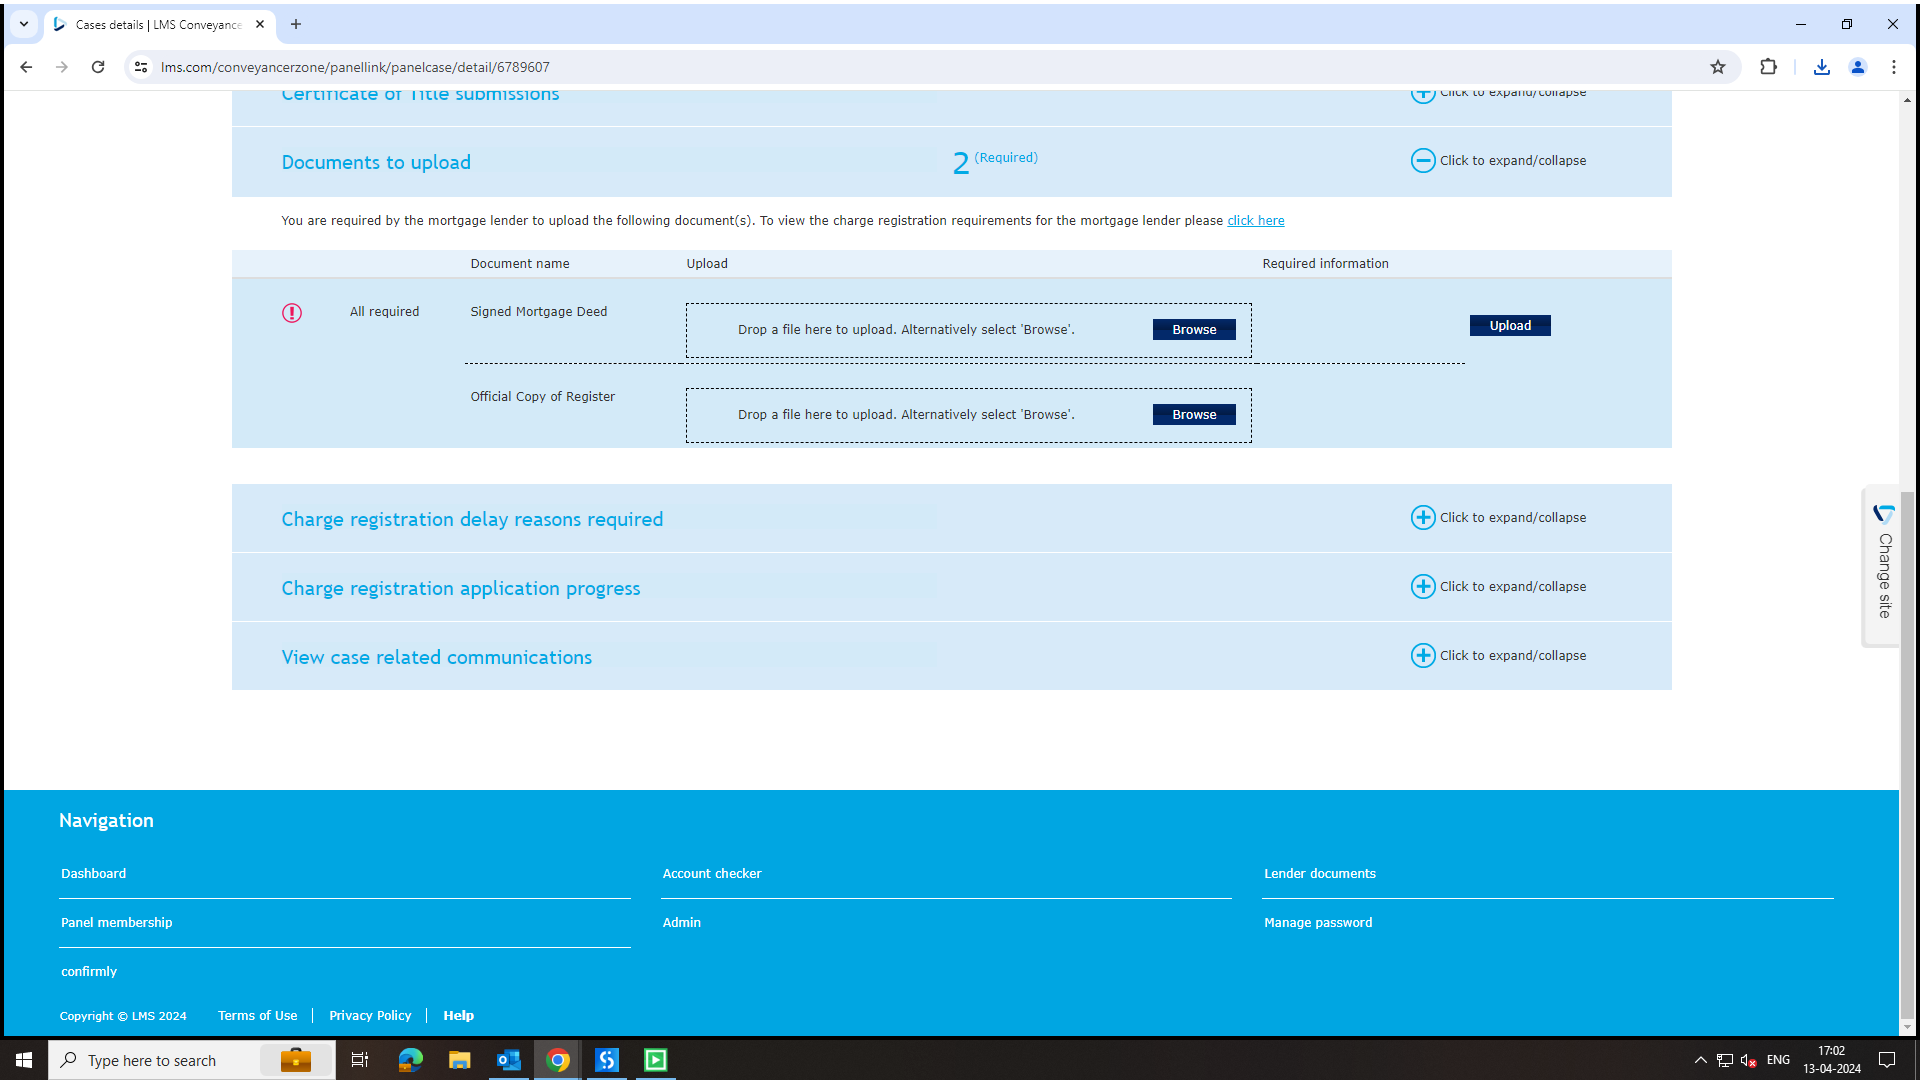 Cases details | LMS Conveyance
lms.com/conveyancerzone/panellink/panelcase/detail/6789607
Certificate of Title submissions Click to expand/collapse
Documents to upload 2 (Required) Click to expand/collapse
You are required by the mortgage lender to upload the following document(s). To view the charge registration requirements for the mortgage lender please click here
Document name Upload Required information
All required Signed Mortgage Deed Drop a file here to upload. Alternatively select 'Browse'. Browse Upload
Official Copy of Register Drop a file here to upload. Alternatively select 'Browse'. Browse
Charge registration delay reasons required Click to expand/collapse
Charge registration application progress Click to expand/collapse
View case related communications Click to expand/collapse
Change site
Navigation
Dashboard Account checker Lender documents
Panel membership Admin Manage password
confirmly
Copyright © LMS 2024 Terms of Use Privacy Policy Help
Type here to search ENG 17:02
13-04-2024